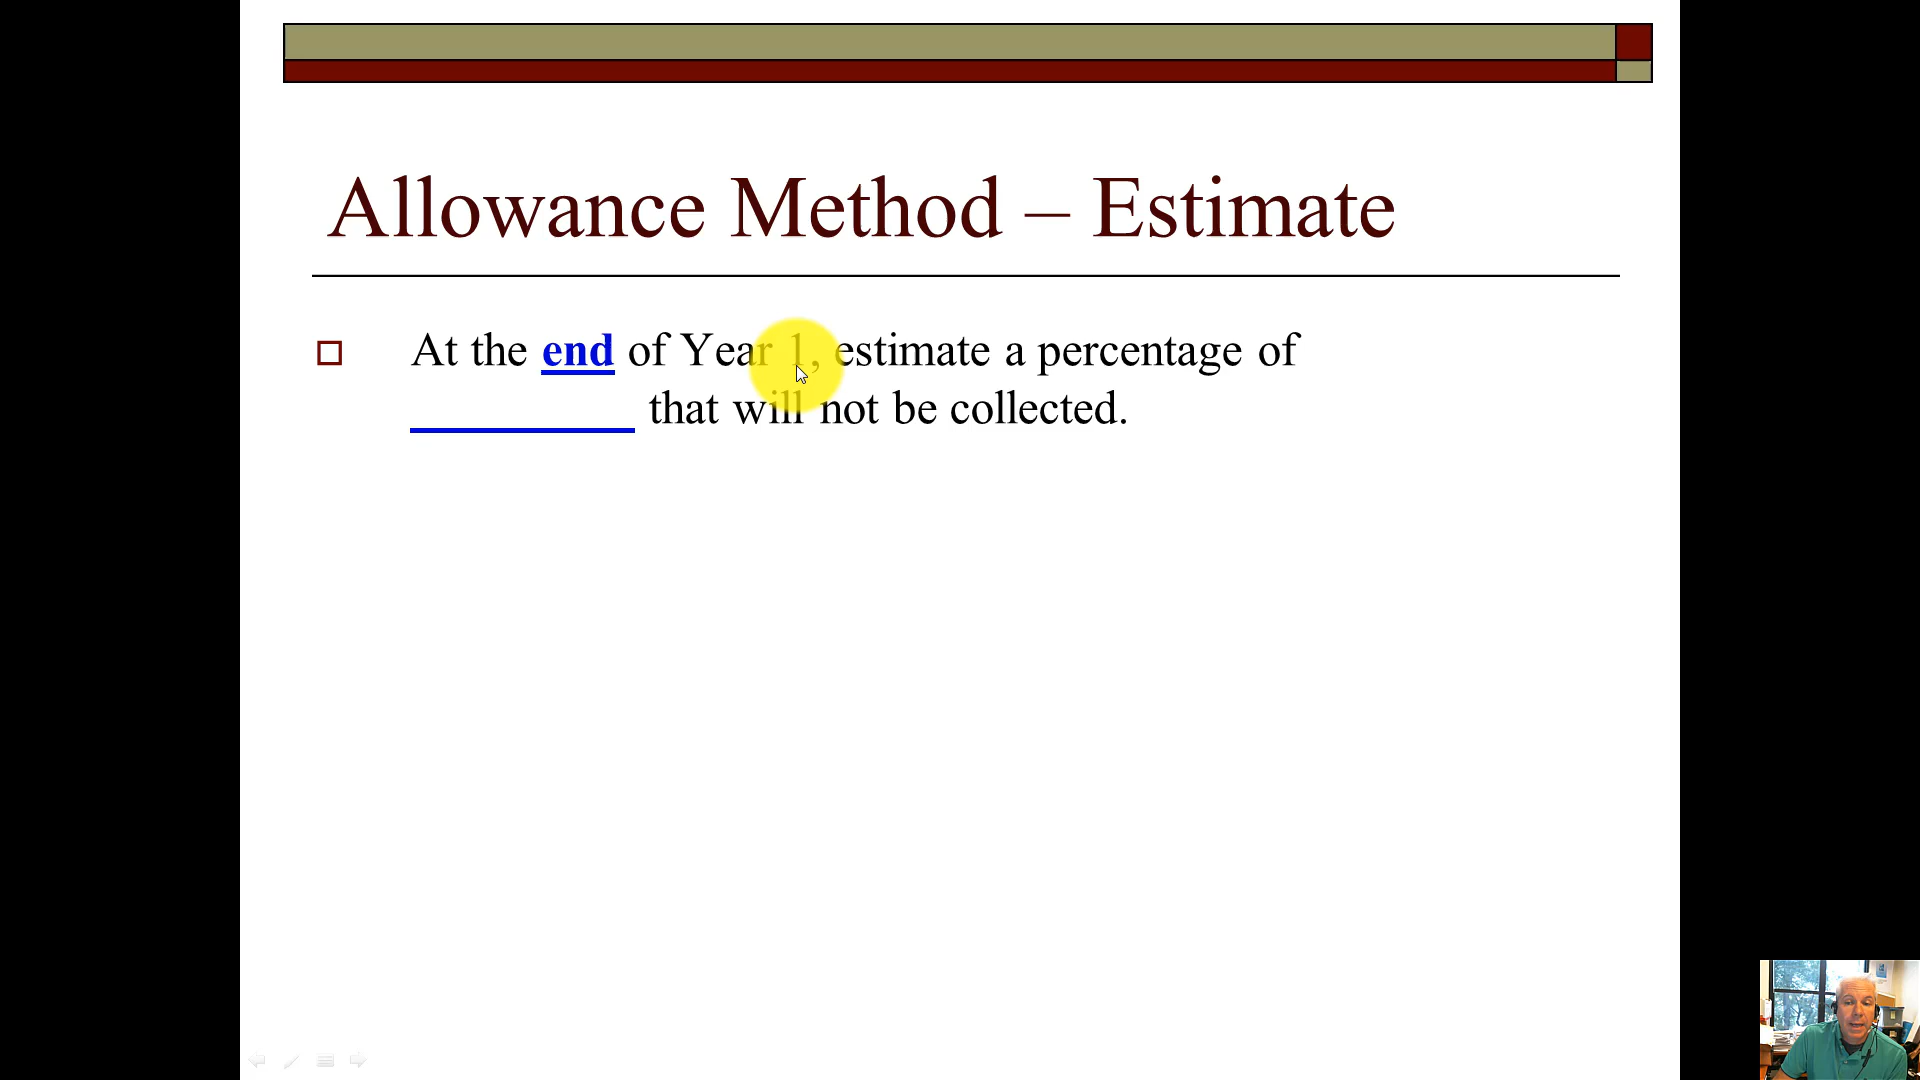 Allowance Method – Estimate
At the end of Year 1, estimate a percentage of
__________ that will not be collected.